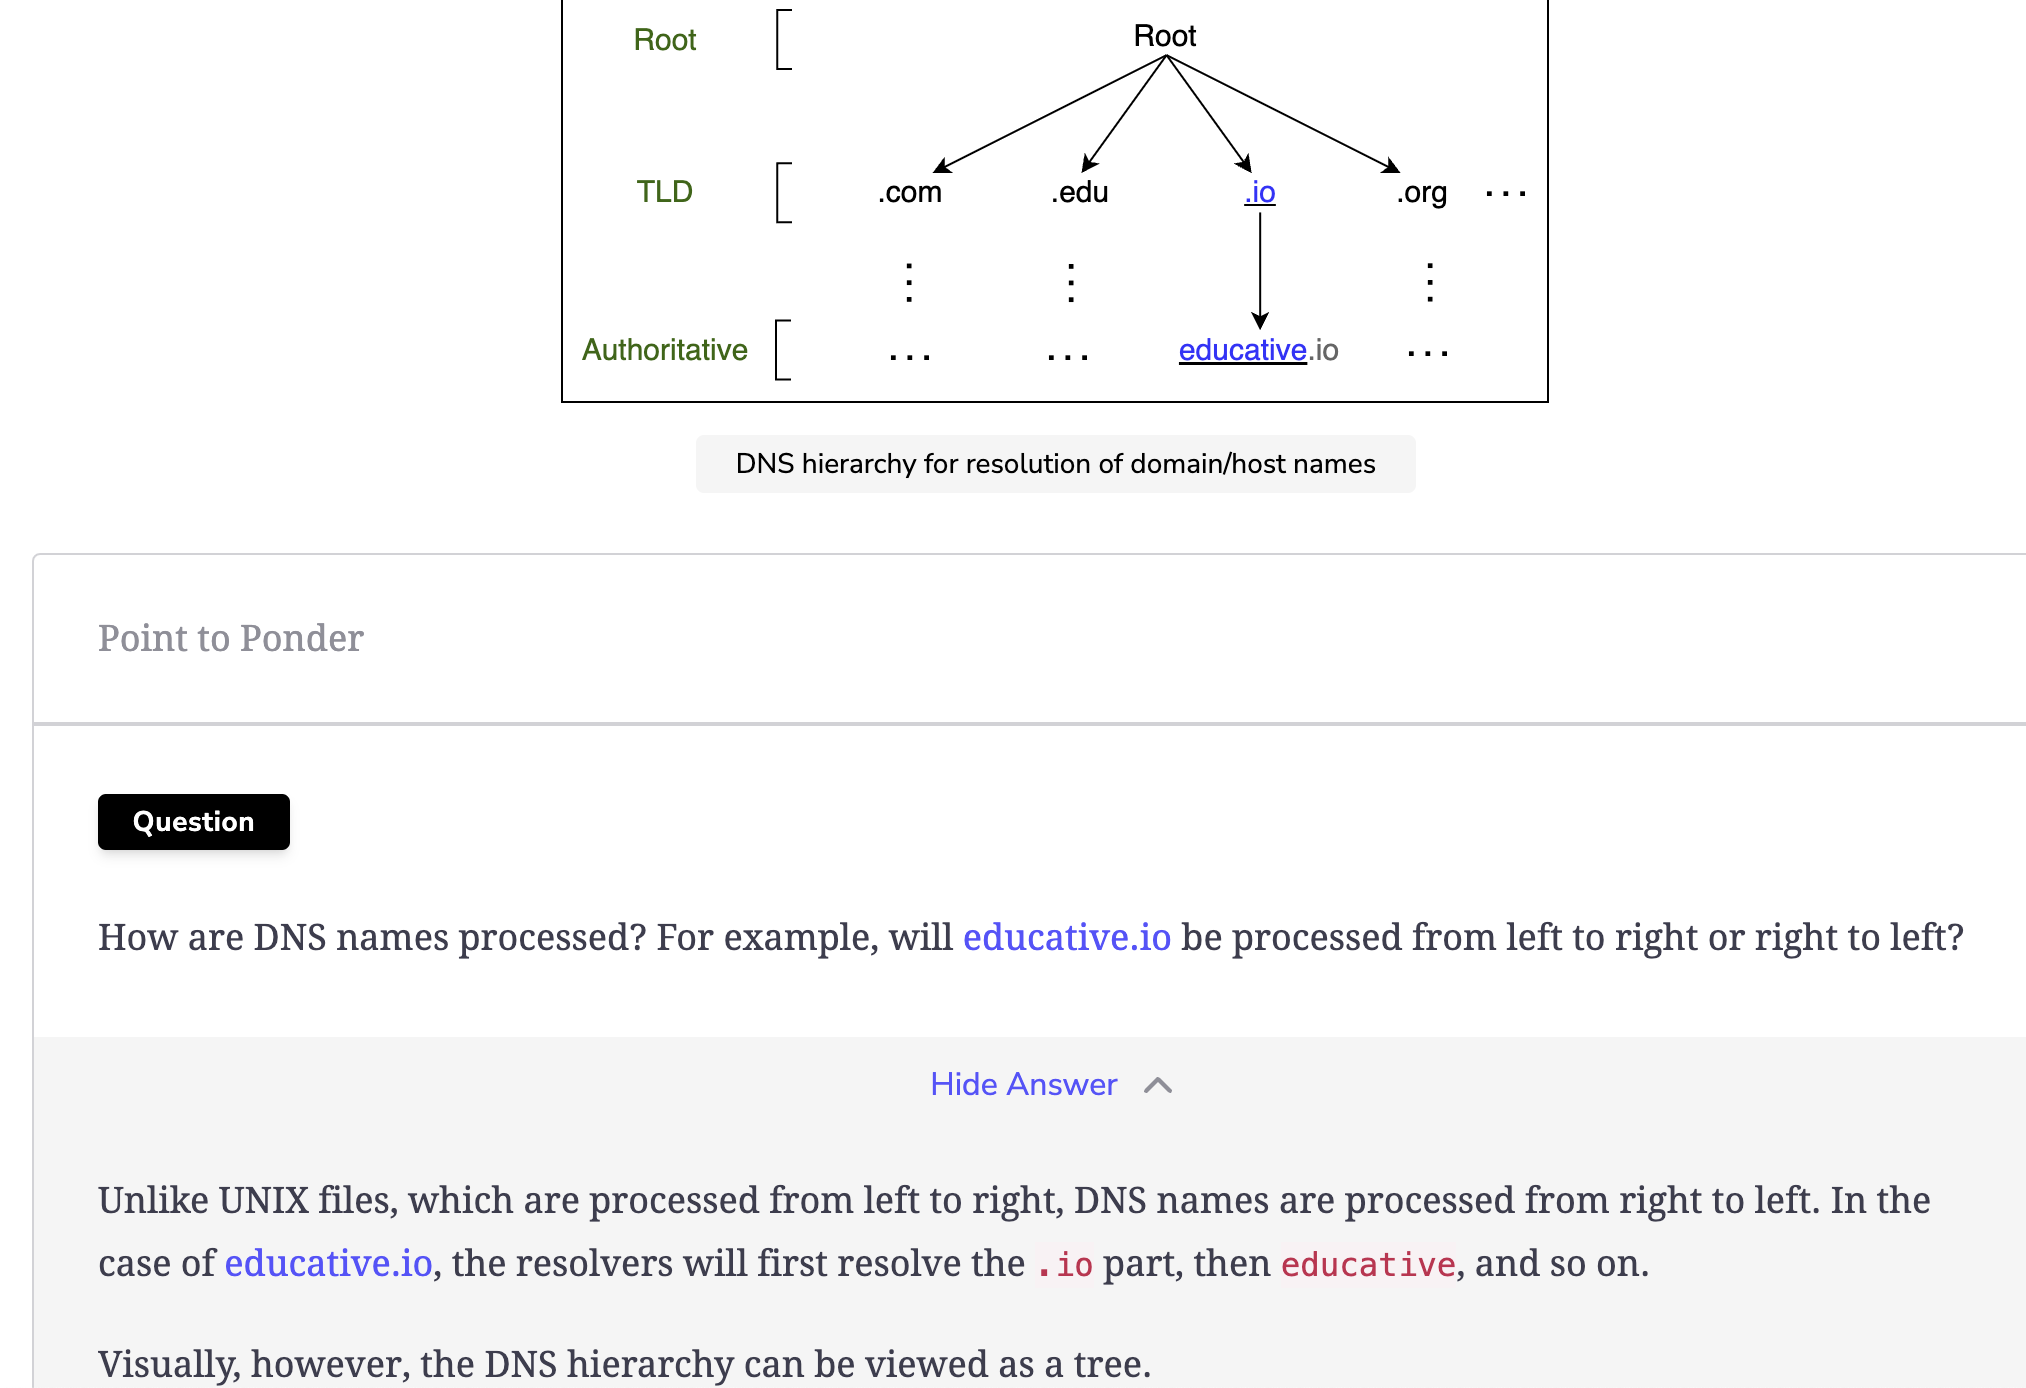 Root Root
TLD .com .edu .io .org ...
Authoritative ... ... educative.io ...
DNS hierarchy for resolution of domain/host names
Point to Ponder
Question
How are DNS names processed? For example, will educative.io be processed from left to right or right to left?
Hide Answer
Unlike UNIX files, which are processed from left to right, DNS names are processed from right to left. In the
case of educative.io, the resolvers will first resolve the .io part, then educative, and so on.
Visually, however, the DNS hierarchy can be viewed as a tree.